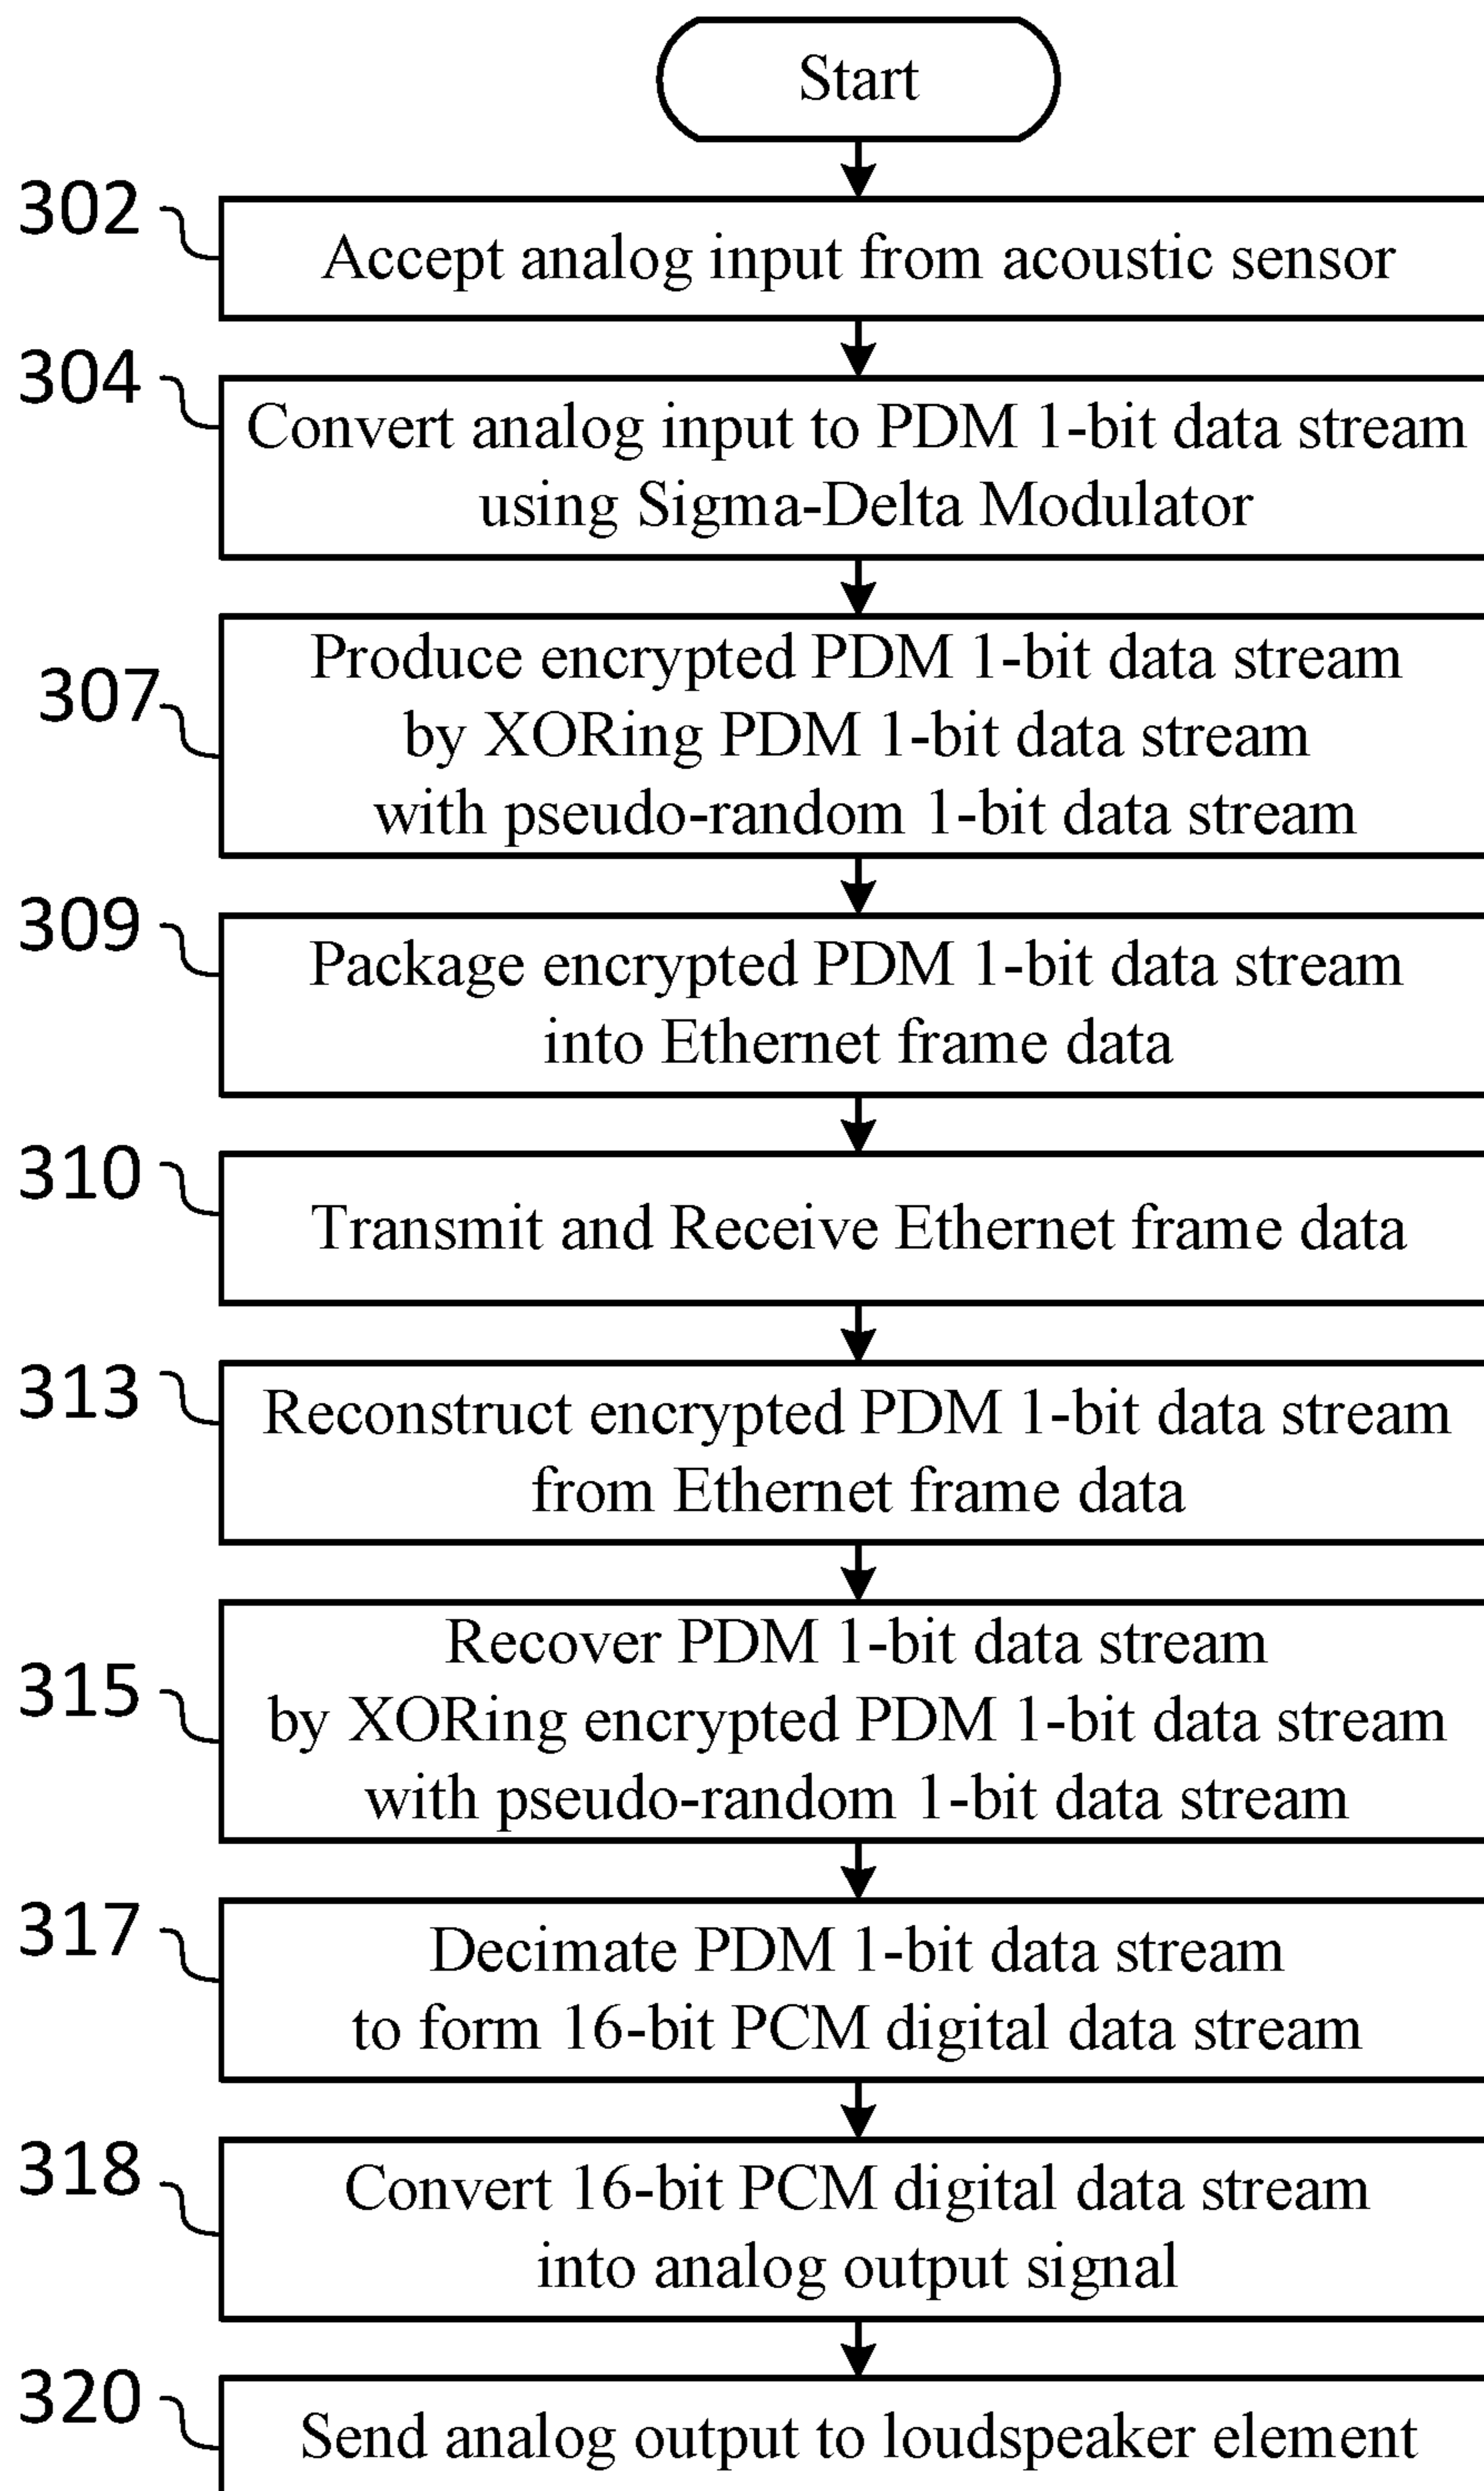 Start
302
Accept analog input from acoustic sensor
304
Convert analog input to PDM 1-bit data stream
using Sigma-Delta Modulator
307
Produce encrypted PDM 1-bit data stream
by XORing PDM 1-bit data stream
with pseudo-random 1-bit data stream
309
Package encrypted PDM 1-bit data stream
into Ethernet frame data
310
Transmit and Receive Ethernet frame data
313
Reconstruct encrypted PDM 1-bit data stream
from Ethernet frame data
315
Recover PDM 1-bit data stream
by XORing encrypted PDM 1-bit data stream
with pseudo-random 1-bit data stream
317
Decimate PDM 1-bit data stream
to form 16-bit PCM digital data stream
318
Convert 16-bit PCM digital data stream
into analog output signal
320
Send analog output to loudspeaker element